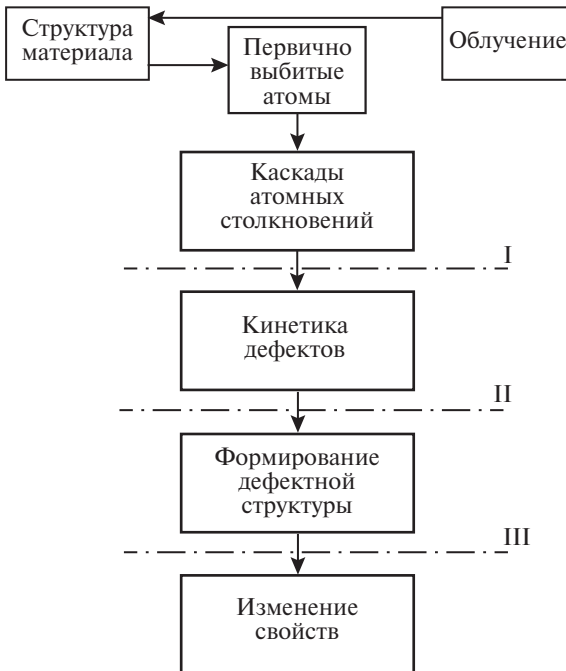 Структура
материала
Первично
выбитые
атомы
Облучение
Каскады
атомных
столкновений
I
Кинетика
дефектов
II
Формирование
дефектной
структуры
III
Изменение
свойств